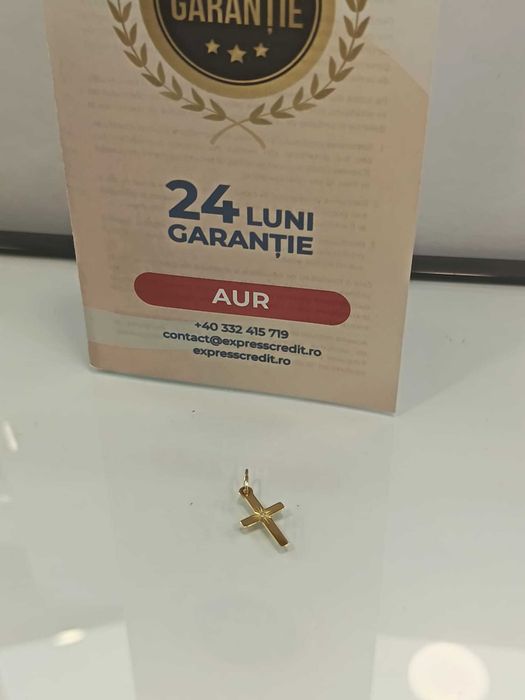 GARANȚIE
24 LUNI
GARANȚIE
AUR
+40 332 415 719
contact@expresscredit.ro
expresscredit.ro